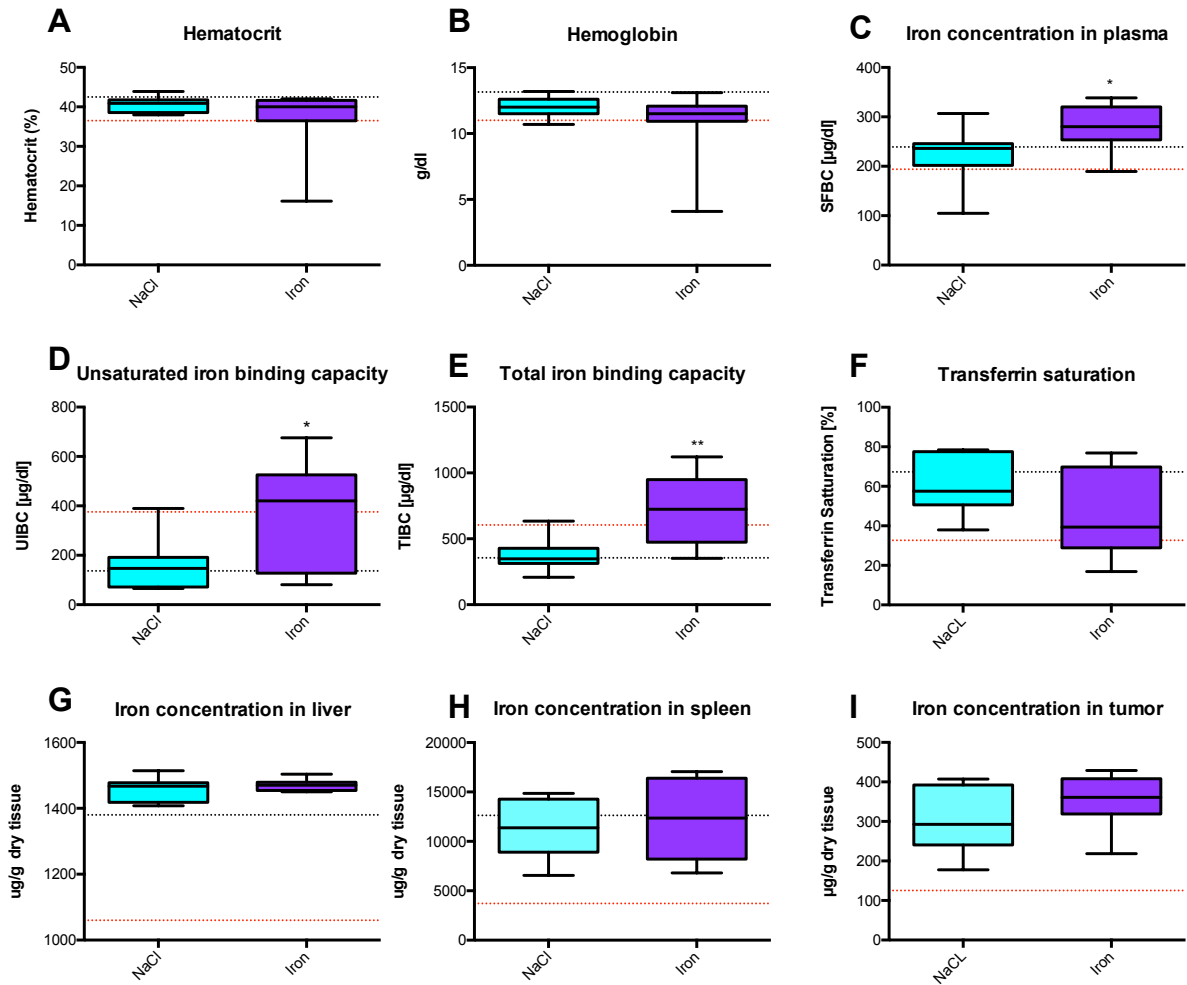 A
Hematocrit
Hematocrit (%)
50
40
30
20
10
0
NaCl
Iron
B
Hemoglobin
g/dl
15
10
5
0
NaCl
Iron
C
Iron concentration in plasma
SFBC [µg/dl]
400
300
200
100
0
*
NaCl
Iron
D
Unsaturated iron binding capacity
UIBC [µg/dl]
800
600
400
200
0
*
NaCl
Iron
E
Total iron binding capacity
TIBC [µg/dl]
1500
1000
500
0
**
NaCl
Iron
F
Transferrin saturation
Transferrin Satturation [%]
100
80
60
40
20
0
NaCL
Iron
G
Iron concentration in liver
ug/g dry tissue
1600
1400
1200
1000
NaCl
Iron
H
Iron concentration in spleen
ug/g dry tissue
20000
15000
10000
5000
0
NaCl
Iron
I
Iron concentration in tumor
µg/g dry tissue
500
400
300
200
100
0
NaCL
Iron